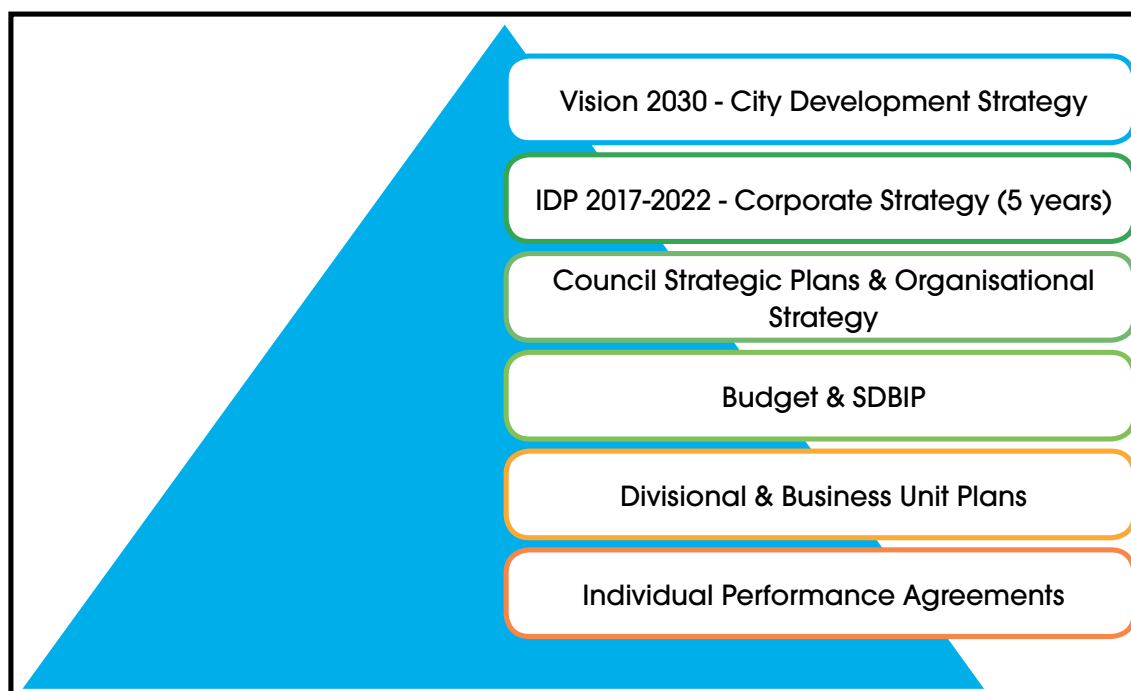 Vision 2030 - City Development Strategy
IDP 2017-2022 - Corporate Strategy (5 years)
Council Strategic Plans & Organisational
Strategy
Budget & SDBIP
Divisional & Business Unit Plans
Individual Performance Agreements